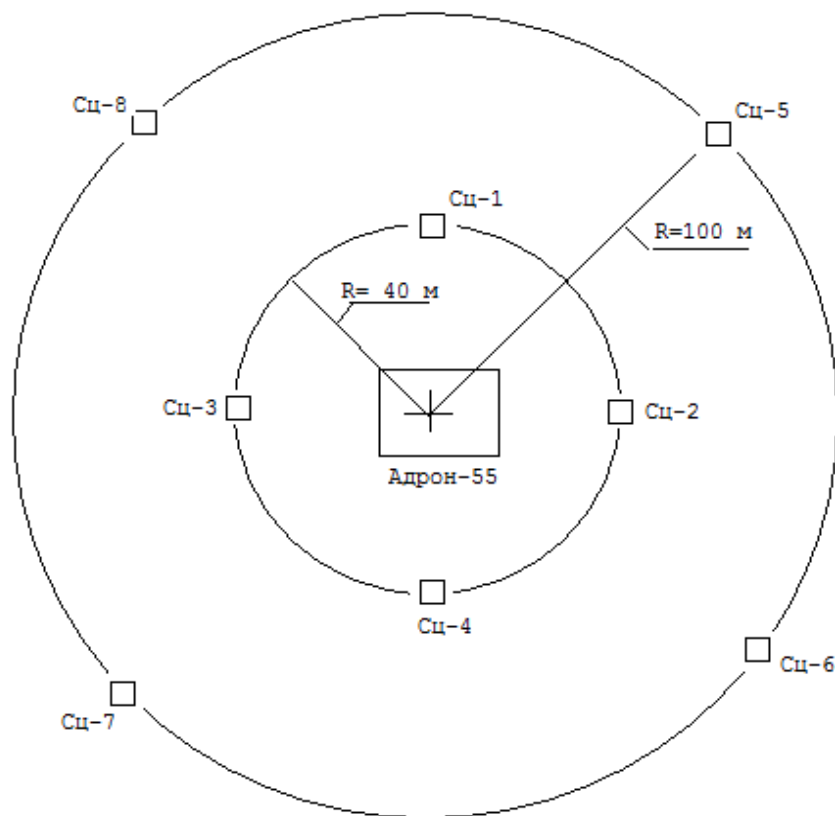 Сц-8
Сц-5
Сц-1
R=100 м
R= 40 м
Сц-3
Сц-2
Адрон-55
Сц-4
Сц-6
Сц-7